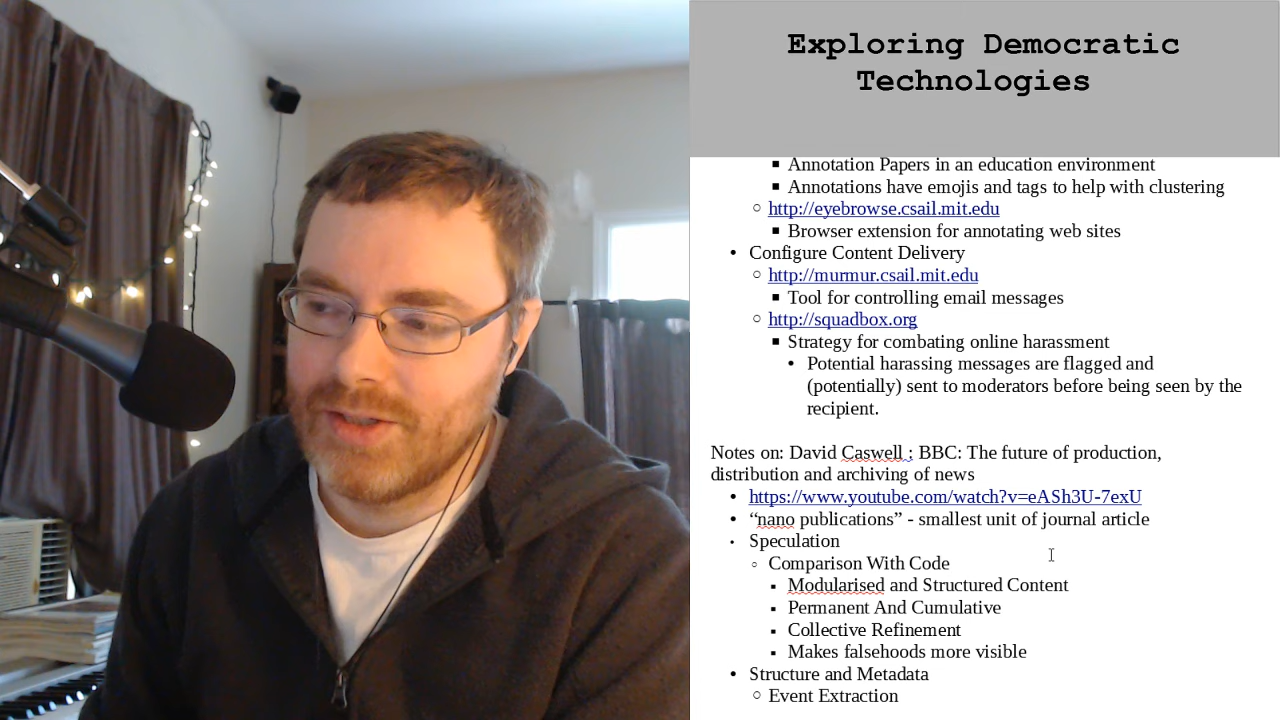 Exploring Democratic
Technologies
Annotation Papers in an education environment
Annotations have emojis and tags to help with clustering
http://eyebrowse.csail.mit.edu
Browser extension for annotating web sites
Configure Content Delivery
http://murmur.csail.mit.edu
Tool for controlling email messages
http://squadbox.org
Strategy for combating online harassment
Potential harassing messages are flagged and
(potentially) sent to moderators before being seen by the
recipient.
Notes on: David Caswell ; BBC: The future of production,
distribution and archiving of news
https://www.youtube.com/watch?v=eASh3U-7exU
“nano publications” - smallest unit of journal article
Speculation
Comparison With Code
Modularised and Structured Content
Permanent And Cumulative
Collective Refinement
Makes falsehoods more visible
Structure and Metadata
Event Extraction